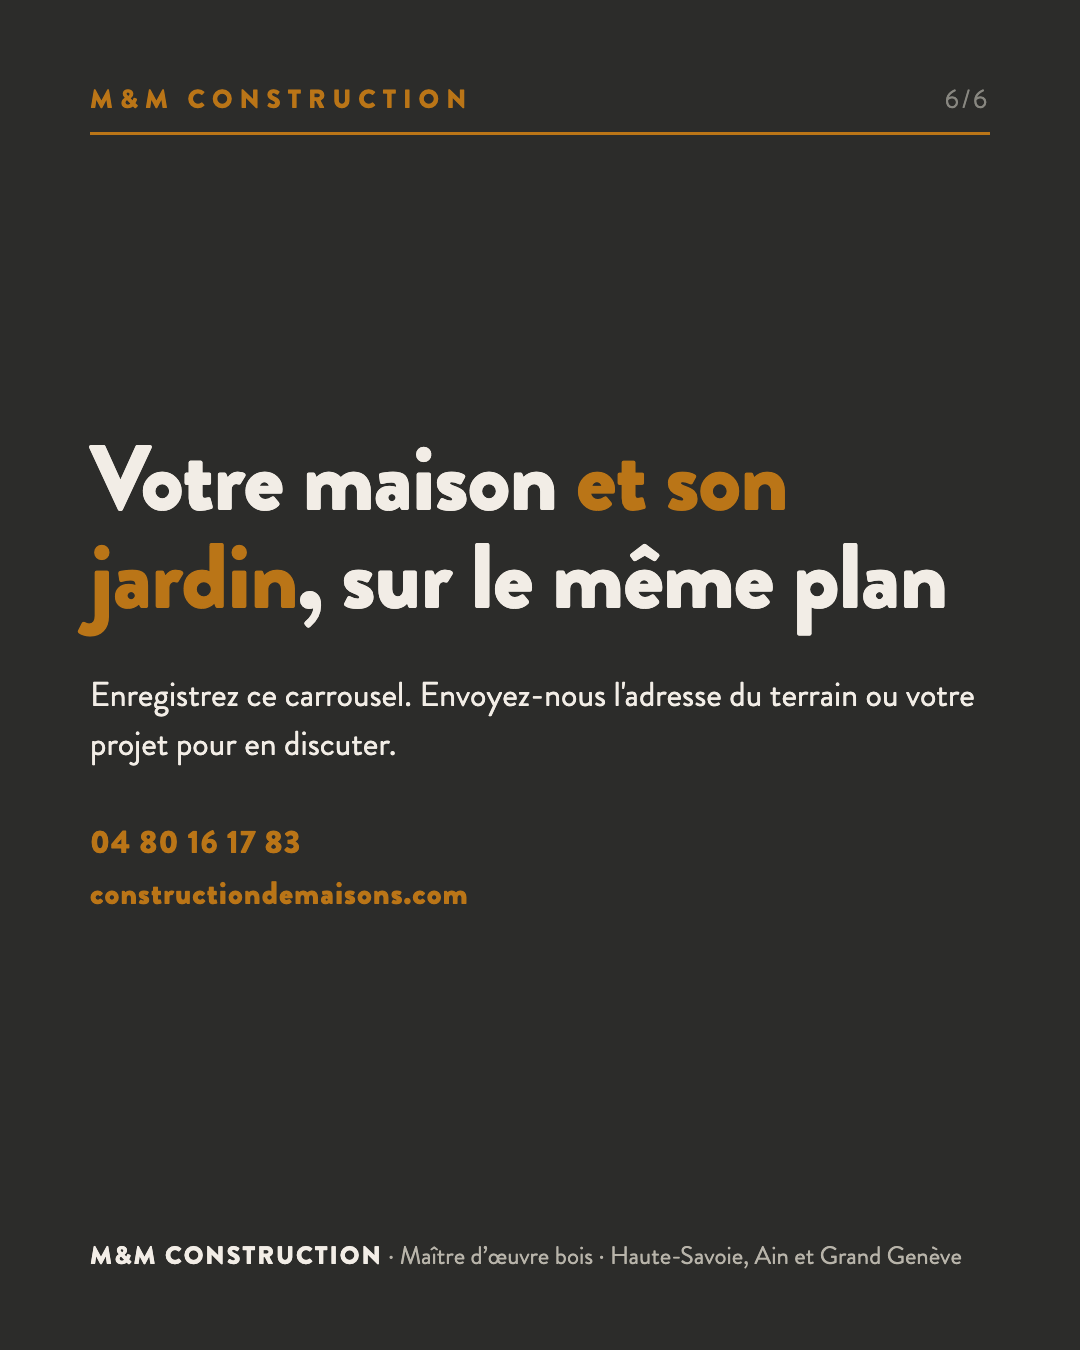 M&M CONSTRUCTION
6/6
Votre maison et son
jardin, sur le même plan
Enregistrez ce carrousel. Envoyez-nous l'adresse du terrain ou votre
projet pour en discuter.
04 80 16 17 83
constructiondemaisons.com
M&M CONSTRUCTION · Maître d’œuvre bois · Haute-Savoie, Ain et Grand Genève